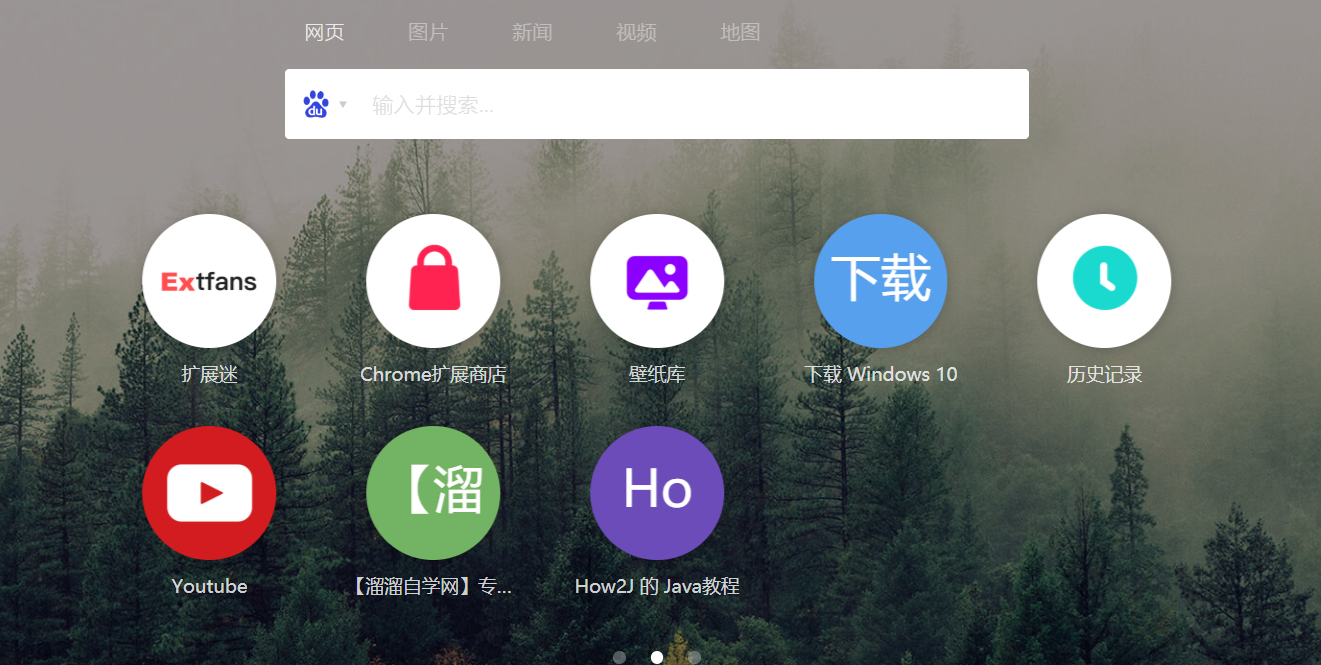 网页 图片 新闻 视频 地图
du 输入并搜索...
Extfans 下载
扩展迷 Chrome扩展商店 壁纸库 下载 Windows 10 历史记录
【溜 Ho
Youtube 【溜溜自学网】专... How2J 的 Java教程